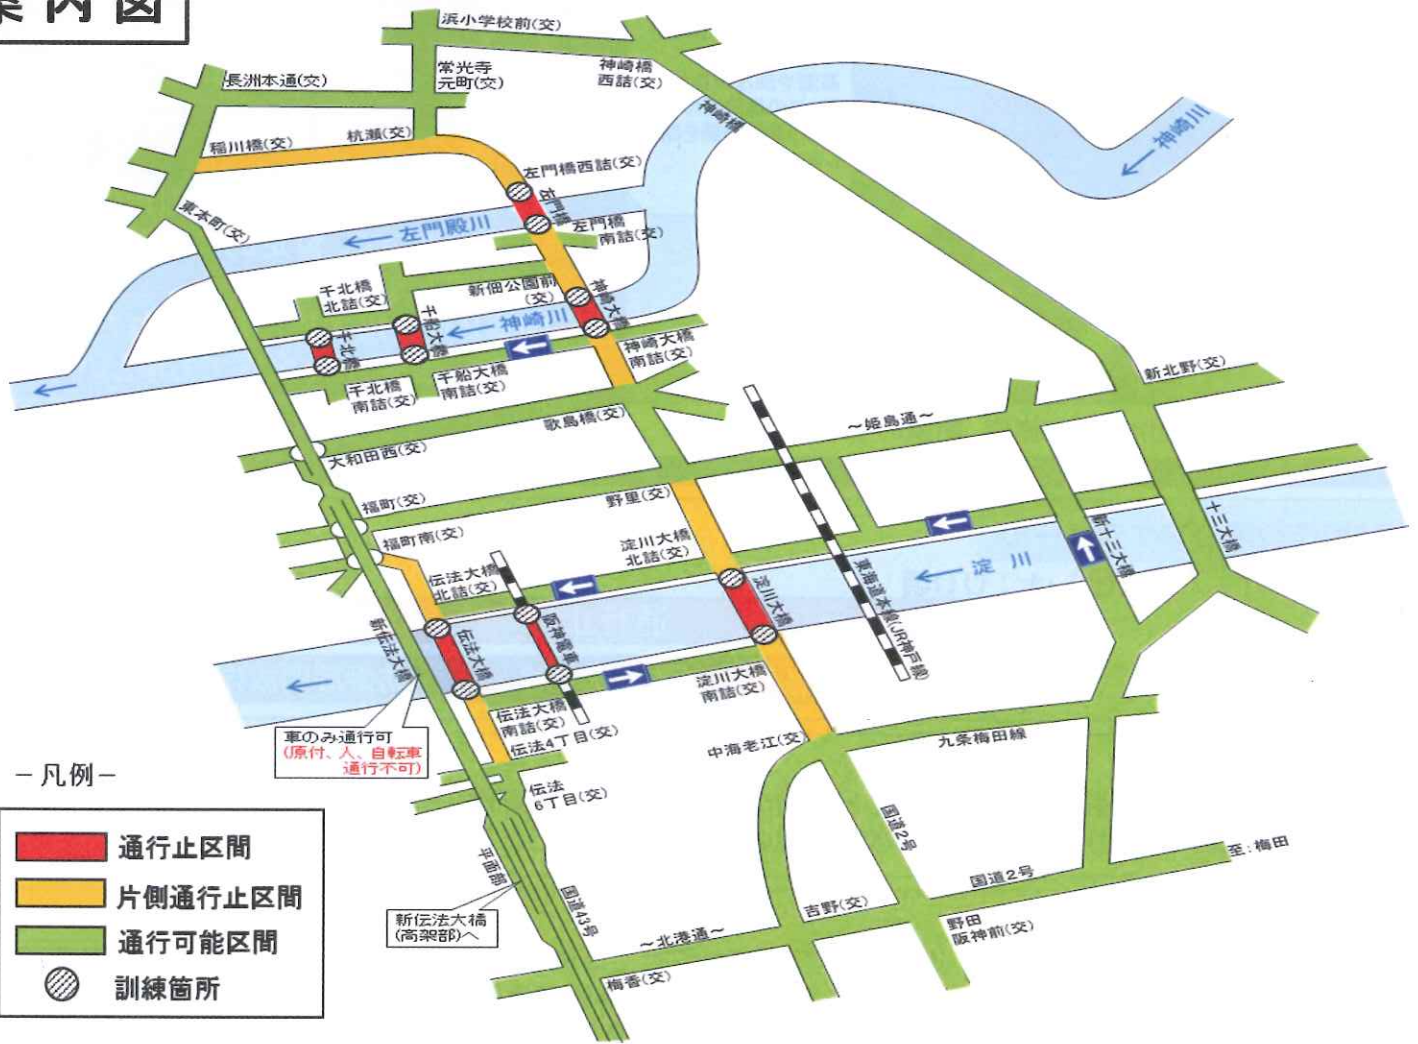 案内図
浜小学校前(交)
常光寺
元町(交)
神崎橋
西詰(交)
長洲本通(交)
神崎橋
神崎川
稲川橋(交)
杭瀬(交)
左門橋西詰(交)
左門橋
左門橋
南詰(交)
東本町(交)
左門殿川
千北橋
北詰(交)
新佃公園前
(交)
神崎大橋
千船大橋
神崎川
千北橋
神崎大橋
南詰(交)
千北橋
南詰(交)
千船大橋
南詰(交)
新北野(交)
歌島橋(交)
～姫島通～
大和田西(交)
福町(交)
野里(交)
福町南(交)
淀川大橋
北詰(交)
新十三大橋
十三大橋
伝法大橋
北詰(交)
淀川
東海道本線(JR神戸線)
淀川大橋
伝法大橋
阪神電車
新伝法大橋
淀川大橋
南詰(交)
伝法大橋
南詰(交)
伝法4丁目(交)
車のみ通行可
(原付、人、自転車
通行不可)
中海老江(交)
九条梅田線
伝法
6丁目(交)
国道2号
平面部
国道43号
国道2号
至:梅田
新伝法大橋
(高架部)へ
吉野(交)
野田
阪神前(交)
～北港通～
梅香(交)
－凡例－
通行止区間
片側通行止区間
通行可能区間
訓練箇所